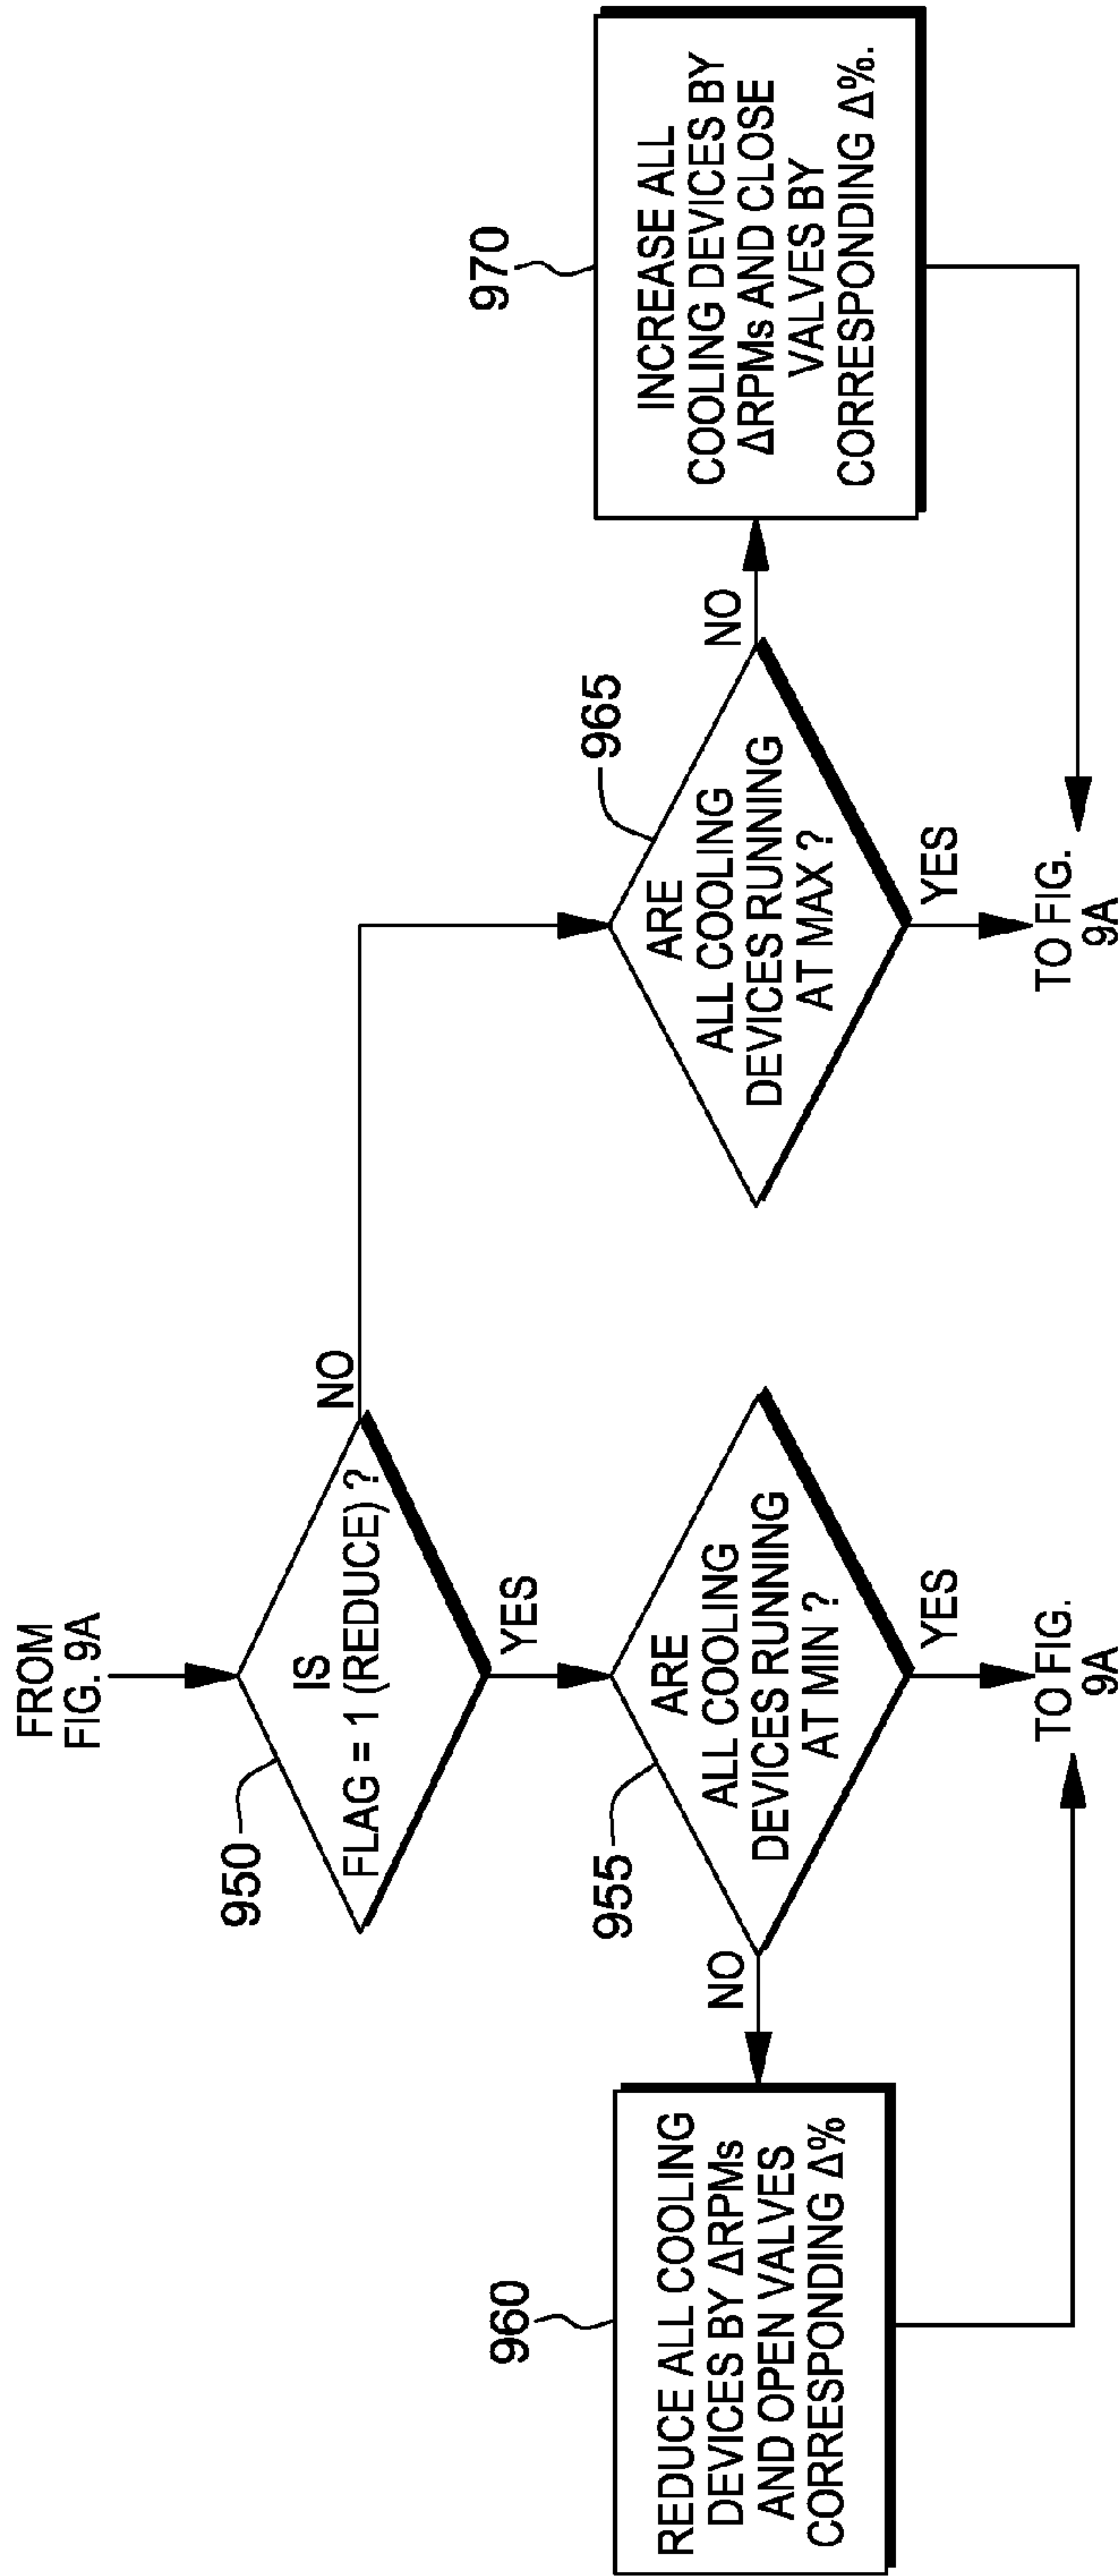 FROM
FIG. 9A
950
IS
FLAG = 1 (REDUCE) ?
NO
YES
955
ARE
ALL COOLING
DEVICES RUNNING
AT MIN ?
NO
YES
960
REDUCE ALL COOLING
DEVICES BY ΔRPMs
AND OPEN VALVES
CORRESPONDING Δ%
TO FIG.
9A
965
ARE
ALL COOLING
DEVICES RUNNING
AT MAX ?
NO
YES
970
INCREASE ALL
COOLING DEVICES BY
ΔRPMs AND CLOSE
VALVES BY
CORRESPONDING Δ%.
TO FIG.
9A